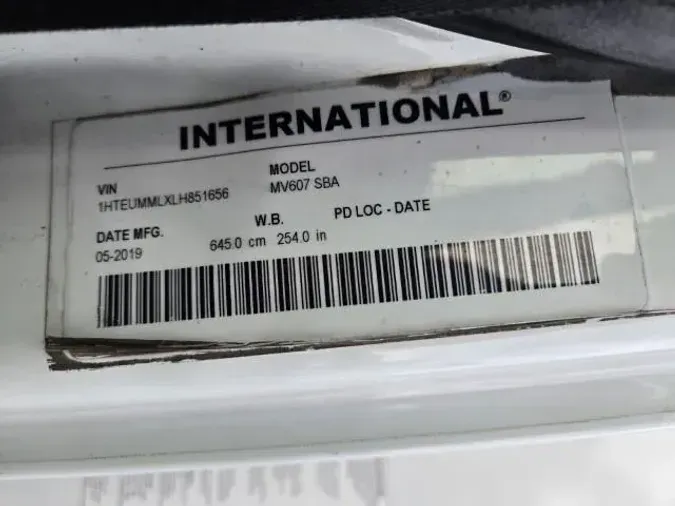 INTERNATIONAL®
VIN
MODEL
1HTEUMMLXLH851656
MV607 SBA
DATE MFG.
W.B.
PD LOC - DATE
05-2019
645.0 cm 254.0 in